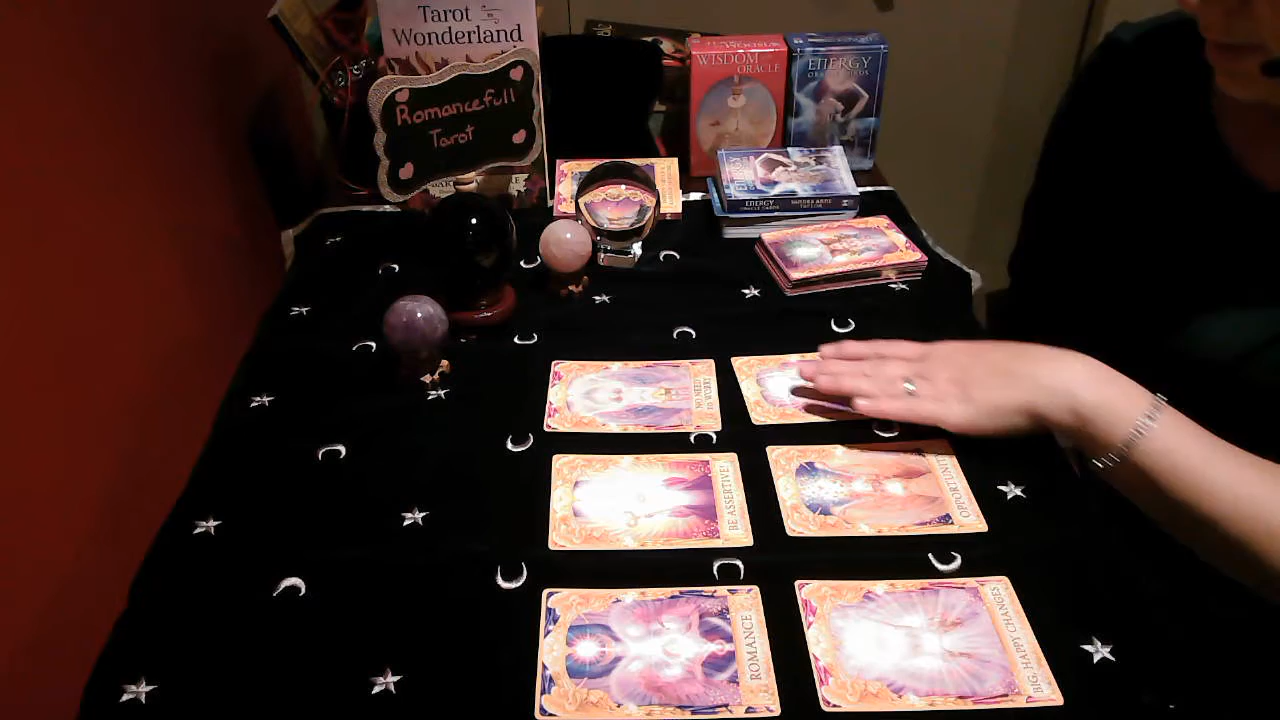 Tarot in
Wonderland
Romancefull
Tarot
WISDOM
ORACLE
ENERGY
ORACLE CARDS
ENERGY
ENERGY
ORACLE CARDS
NO NEED
TO WORRY
BE ASSERTIVE!
OPPORTUNITY
ROMANCE
BIG, HAPPY CHANGES